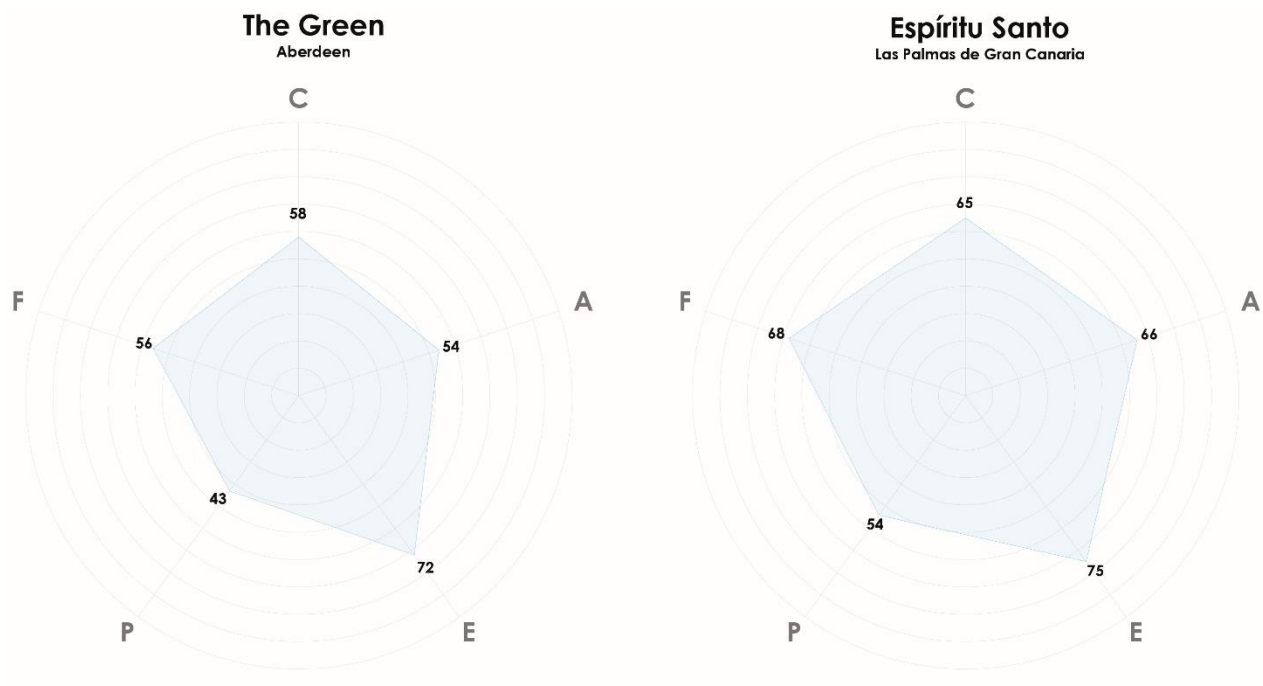 The Green
Aberdeen
C
58
F
A
56
54
43
72
P
E
Espíritu Santo
Las Palmas de Gran Canaria
C
65
F
A
68
66
54
75
P
E